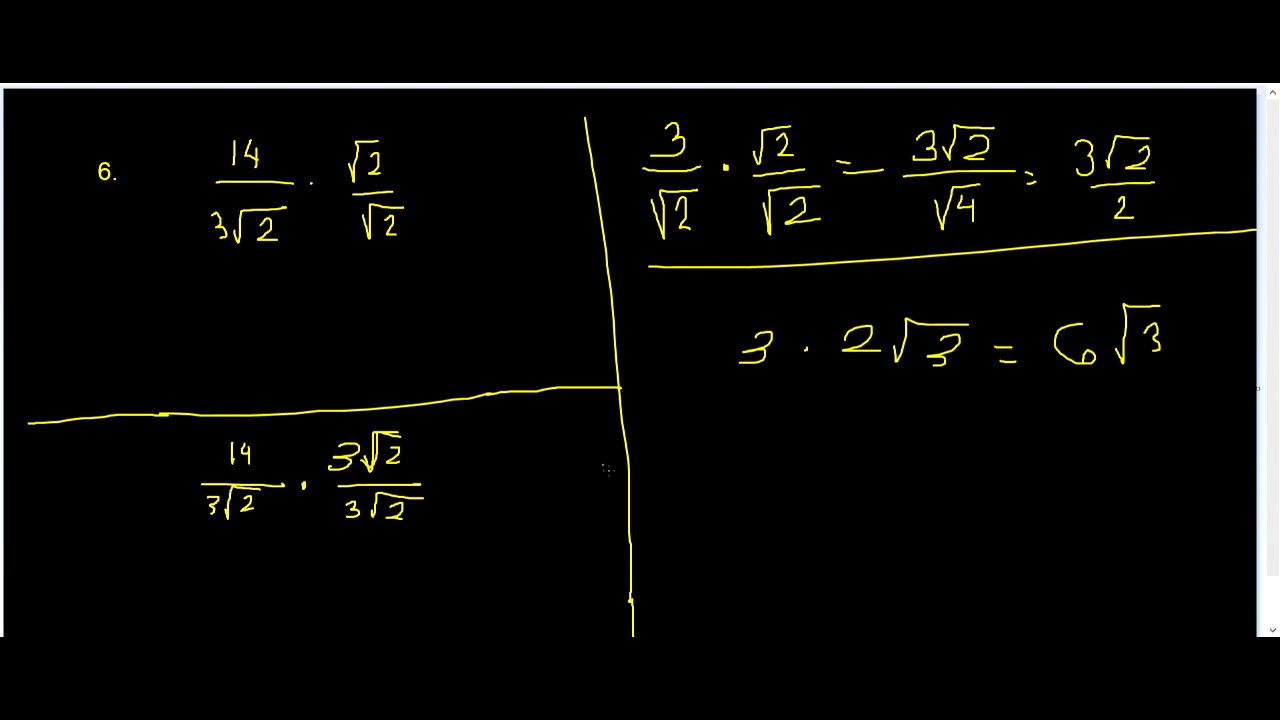 6. 14/3√2 · √2/√2
3/√2 · √2/√2 = 3√2/√4 = 3√2/2
3 · 2√3 = 6√3
14/3√2 · 3√2/3√2